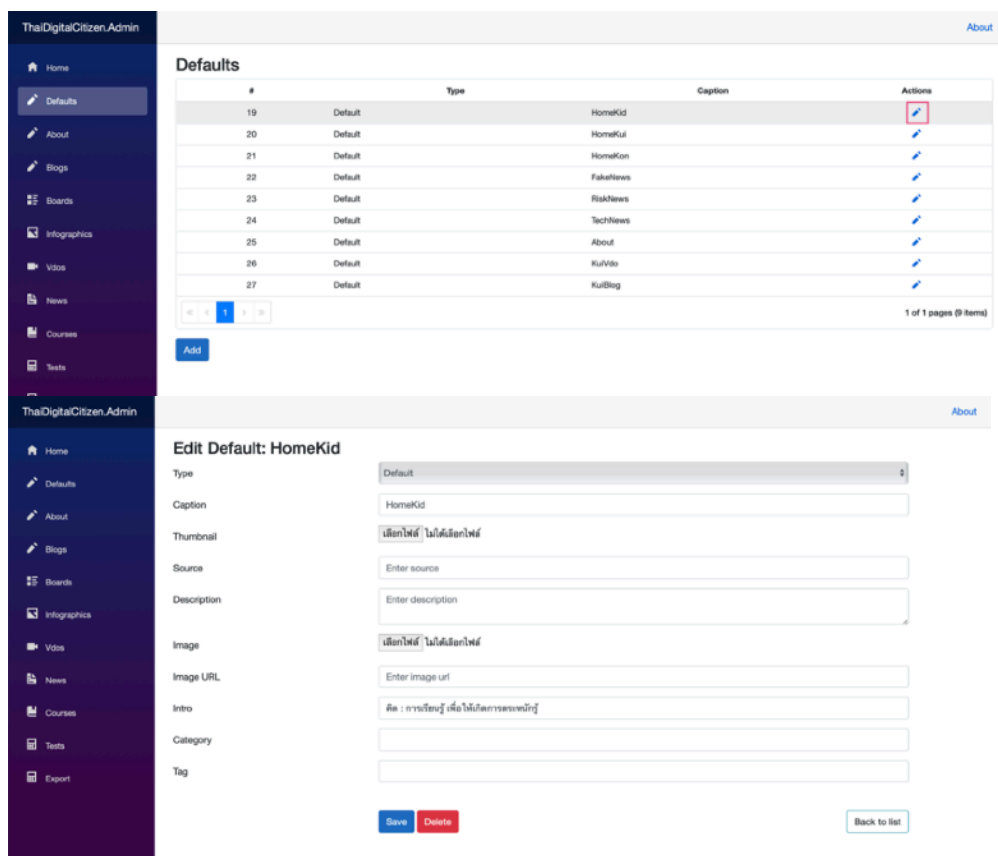 ThaiDigitalCitizen.Admin
About
Home
Defaults
About
Blogs
Boards
Infographics
Vdos
News
Courses
Tests
Defaults
# Type Caption Actions
19 Default HomeKid
20 Default HomeKui
21 Default HomeKon
22 Default FakeNews
23 Default RiskNews
24 Default TechNews
25 Default About
26 Default KuiVdo
27 Default KuiBlog
« ‹ 1 › »
1 of 1 pages (9 items)
Add
ThaiDigitalCitizen.Admin
About
Home
Defaults
About
Blogs
Boards
Infographics
Vdos
News
Courses
Tests
Export
Edit Default: HomeKid
Type Default
Caption HomeKid
Thumbnail เลือกไฟล์ ไม่ได้เลือกไฟล์
Source Enter source
Description Enter description
Image เลือกไฟล์ ไม่ได้เลือกไฟล์
Image URL Enter image url
Intro คิด : การเรียนรู้ เพื่อให้เกิดการตระหนักรู้
Category
Tag
Save Delete Back to list